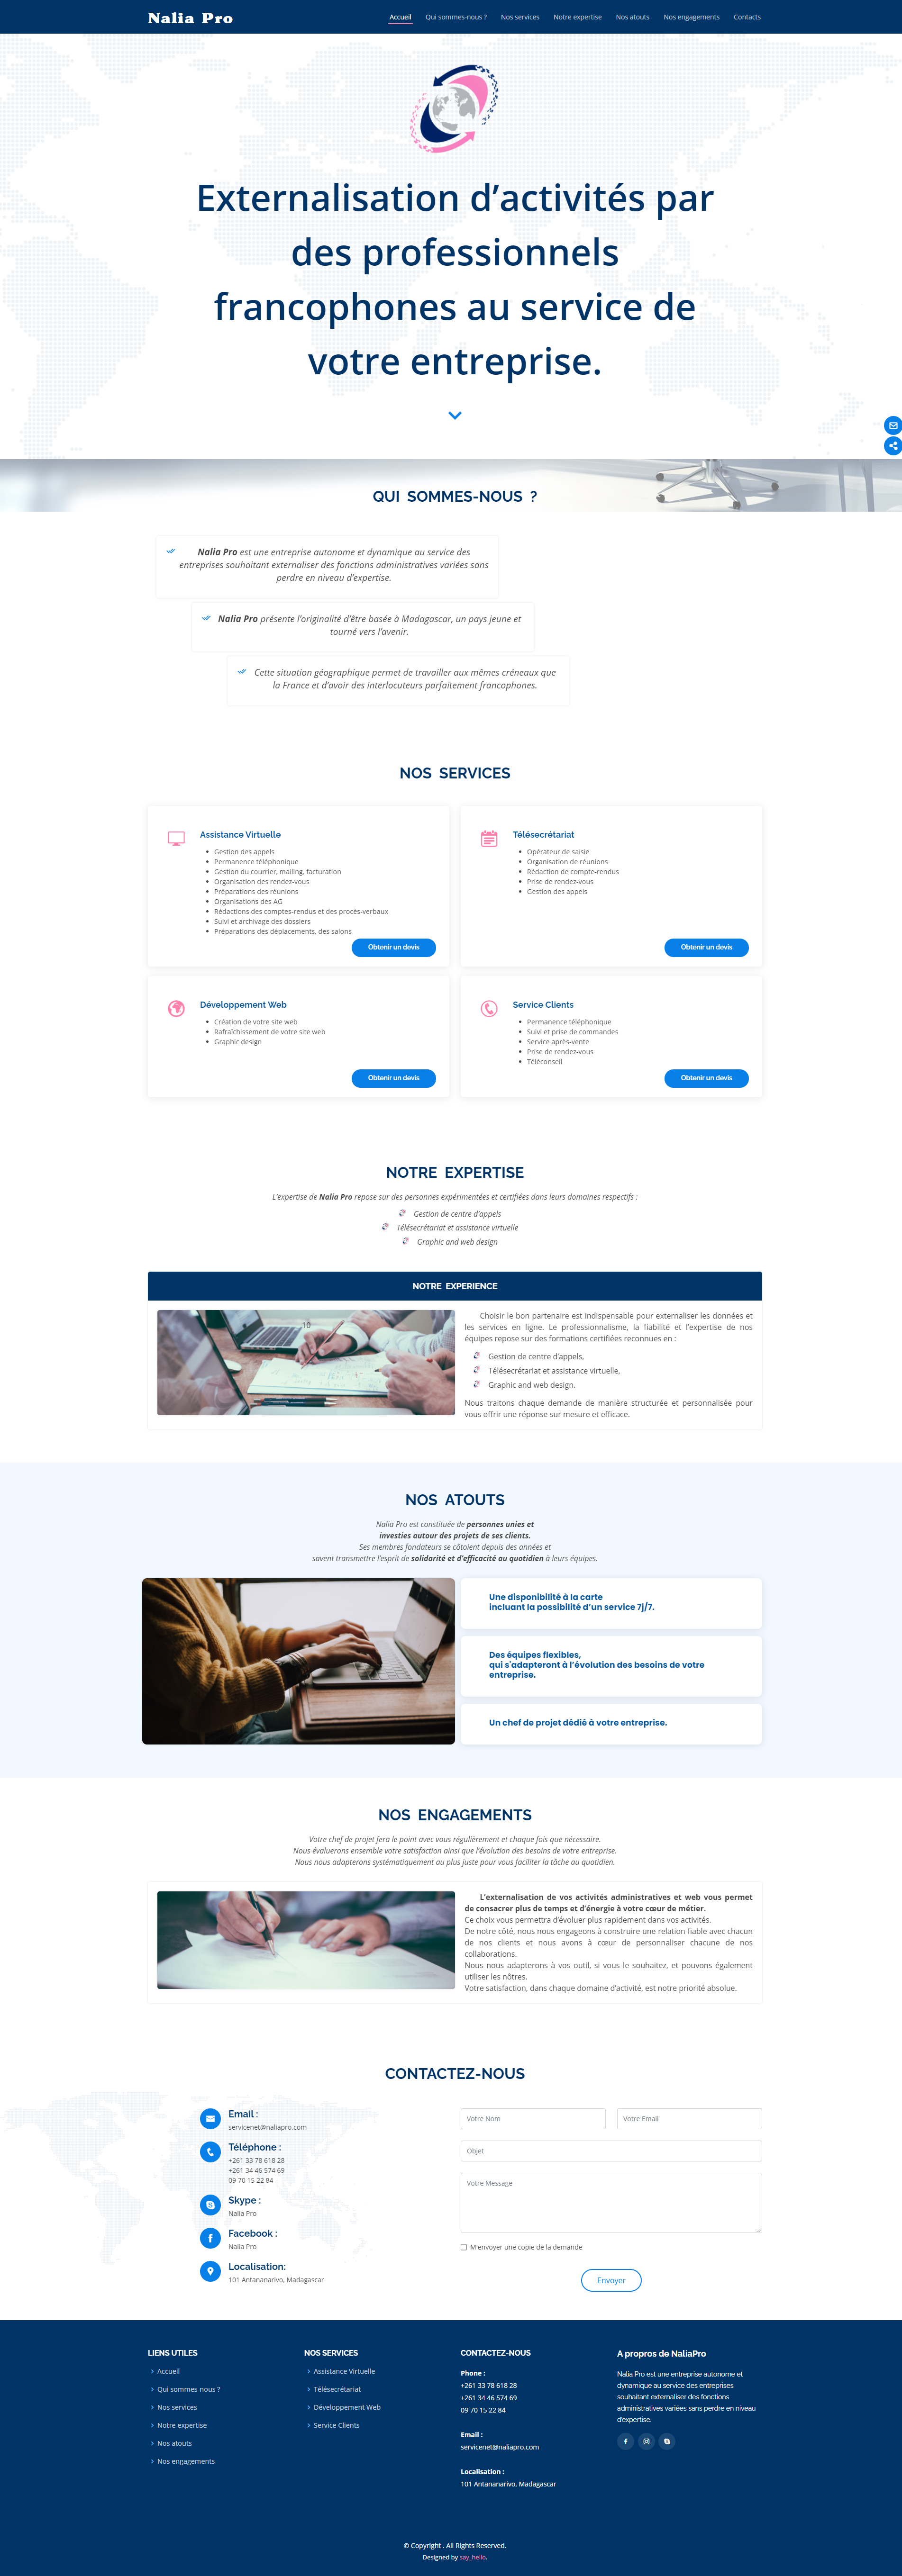 Nalia Pro
Accueil
Qui sommes-nous ?
Nos services
Notre expertise
Nos atouts
Nos engagements
Contacts
Externalisation d’activités par
des professionnels
francophones au service de
votre entreprise.
QUI SOMMES-NOUS ?
Nalia Pro est une entreprise autonome et dynamique au service des
entreprises souhaitant externaliser des fonctions administratives variées sans
perdre en niveau d’expertise.
Nalia Pro présente l’originalité d’être basée à Madagascar, un pays jeune et
tourné vers l’avenir.
Cette situation géographique permet de travailler aux mêmes créneaux que
la France et d’avoir des interlocuteurs parfaitement francophones.
NOS SERVICES
Assistance Virtuelle
Gestion des appels
Permanence téléphonique
Gestion du courrier, mailing, facturation
Organisation des rendez-vous
Préparations des réunions
Organisations des AG
Rédactions des comptes-rendus et des procès-verbaux
Suivi et archivage des dossiers
Préparations des déplacements, des salons
Obtenir un devis
Télésecrétariat
Opérateur de saisie
Organisation de réunions
Rédaction de compte-rendus
Prise de rendez-vous
Gestion des appels
Obtenir un devis
Développement Web
Création de votre site web
Rafraîchissement de votre site web
Graphic design
Obtenir un devis
Service Clients
Permanence téléphonique
Suivi et prise de commandes
Service après-vente
Prise de rendez-vous
Téléconseil
Obtenir un devis
NOTRE EXPERTISE
L’expertise de Nalia Pro repose sur des personnes expérimentées et certifiées dans leurs domaines respectifs :
Gestion de centre d’appels
Télésecrétariat et assistance virtuelle
Graphic and web design
NOTRE EXPERIENCE
10
Choisir le bon partenaire est indispensable pour externaliser les données et
les services en ligne. Le professionnalisme, la fiabilité et l’expertise de nos
équipes repose sur des formations certifiées reconnues en :
Gestion de centre d’appels,
Télésecrétariat et assistance virtuelle,
Graphic and web design.
Nous traitons chaque demande de manière structurée et personnalisée pour
vous offrir une réponse sur mesure et efficace.
NOS ATOUTS
Nalia Pro est constituée de personnes unies et
investies autour des projets de ses clients.
Ses membres fondateurs se côtoient depuis des années et
savent transmettre l’esprit de solidarité et d’efficacité au quotidien à leurs équipes.
Une disponibilité à la carte
incluant la possibilité d’un service 7j/7.
Des équipes flexibles,
qui s'adapteront à l’évolution des besoins de votre
entreprise.
Un chef de projet dédié à votre entreprise.
NOS ENGAGEMENTS
Votre chef de projet fera le point avec vous régulièrement et chaque fois que nécessaire.
Nous évaluerons ensemble votre satisfaction ainsi que l’évolution des besoins de votre entreprise.
Nous nous adapterons systématiquement au plus juste pour vous faciliter la tâche au quotidien.
L’externalisation de vos activités administratives et web vous permet
de consacrer plus de temps et d’énergie à votre cœur de métier.
Ce choix vous permettra d’évoluer plus rapidement dans vos activités.
De notre côté, nous nous engageons à construire une relation fiable avec chacun
de nos clients et nous avons à cœur de personnaliser chacune de nos
collaborations.
Nous nous adapterons à vos outil, si vous le souhaitez, et pouvons également
utiliser les nôtres.
Votre satisfaction, dans chaque domaine d’activité, est notre priorité absolue.
CONTACTEZ-NOUS
Email :
servicenet@naliapro.com
Téléphone :
+261 33 78 618 28
+261 34 46 574 69
09 70 15 22 84
Skype :
Nalia Pro
Facebook :
Nalia Pro
Localisation:
101 Antananarivo, Madagascar
Votre Nom
Votre Email
Objet
Votre Message
M'envoyer une copie de la demande
Envoyer
LIENS UTILES
Accueil
Qui sommes-nous ?
Nos services
Notre expertise
Nos atouts
Nos engagements
NOS SERVICES
Assistance Virtuelle
Télésecrétariat
Développement Web
Service Clients
CONTACTEZ-NOUS
Phone :
+261 33 78 618 28
+261 34 46 574 69
09 70 15 22 84
Email :
servicenet@naliapro.com
Localisation :
101 Antananarivo, Madagascar
A propos de NaliaPro
Nalia Pro est une entreprise autonome et
dynamique au service des entreprises
souhaitant externaliser des fonctions
administratives variées sans perdre en niveau
d’expertise.
© Copyright . All Rights Reserved.
Designed by say_hello.